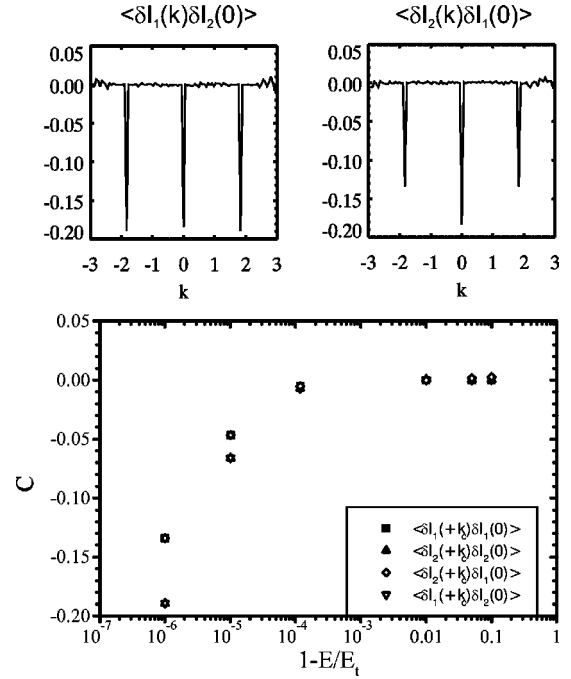 <δI₁(k)δI₂(0)> <δI₂(k)δI₁(0)>
0.05 0.05
0.00 0.00
-0.05 -0.05
-0.10 -0.10
-0.15 -0.15
-0.20 -0.20
-3 -2 -1 0 1 2 3 -3 -2 -1 0 1 2 3
k k
0.05
0.00
-0.05
-0.10
-0.15
-0.20
C
<δI₁(+k_c)δI₁(0)>
<δI₂(+k_c)δI₂(0)>
<δI₂(+k_c)δI₁(0)>
<δI₁(+k_c)δI₂(0)>
10⁻⁷ 10⁻⁶ 10⁻⁵ 10⁻⁴ 10⁻³ 0.01 0.1 1
1-E/Eₜ